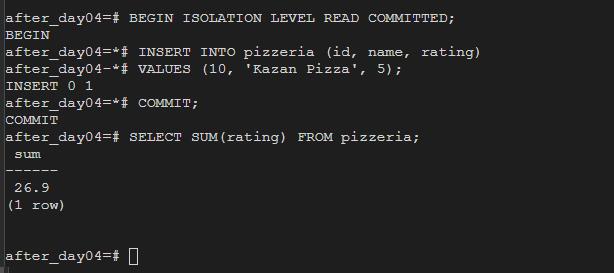 after_day04=# BEGIN ISOLATION LEVEL READ COMMITTED;
BEGIN
after_day04=*# INSERT INTO pizzeria (id, name, rating)
after_day04-*# VALUES (10, 'Kazan Pizza', 5);
INSERT 0 1
after_day04=*# COMMIT;
COMMIT
after_day04=# SELECT SUM(rating) FROM pizzeria;
 sum
------
 26.9
(1 row)
after_day04=#